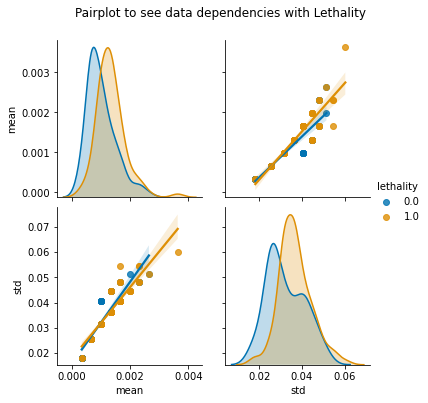 Pairplot to see data dependencies with Lethality
0.003
0.002
0.001
0.000
mean
lethality
0.0
1.0
0.07
0.06
0.05
0.04
0.03
0.02
std
0.000 0.002 0.004
mean
0.02 0.04 0.06
std